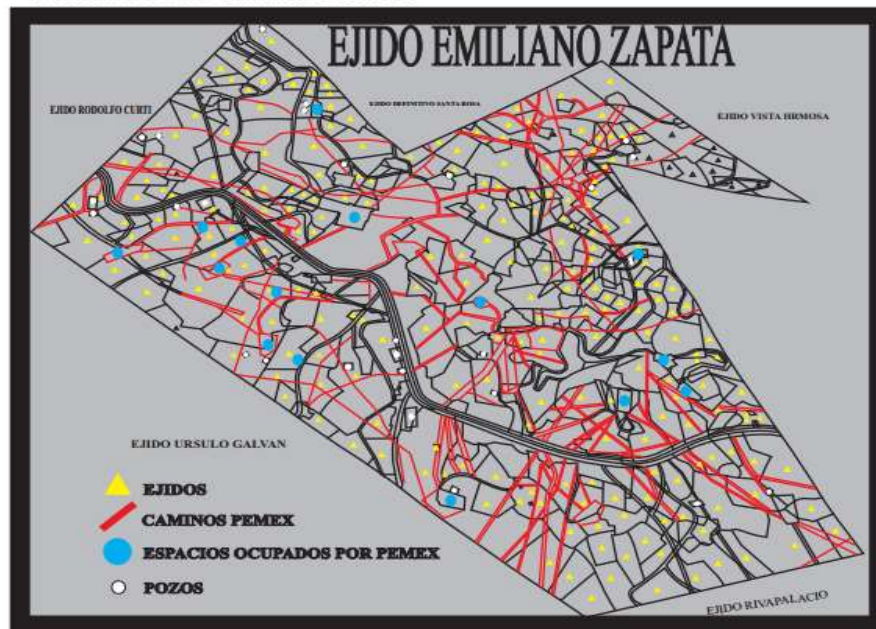 EJIDO EMILIANO ZAPATA
EJIDO RODOLFO CURTI
EJIDO DEFINITIVO SANTA ROSA
EJIDO VISTA HRMOSA
EJIDO URSULO GALVAN
EJIDOS
CAMINOS PEMEX
ESPACIOS OCUPADOS POR PEMEX
POZOS
EJIDO RIVAPALACIO